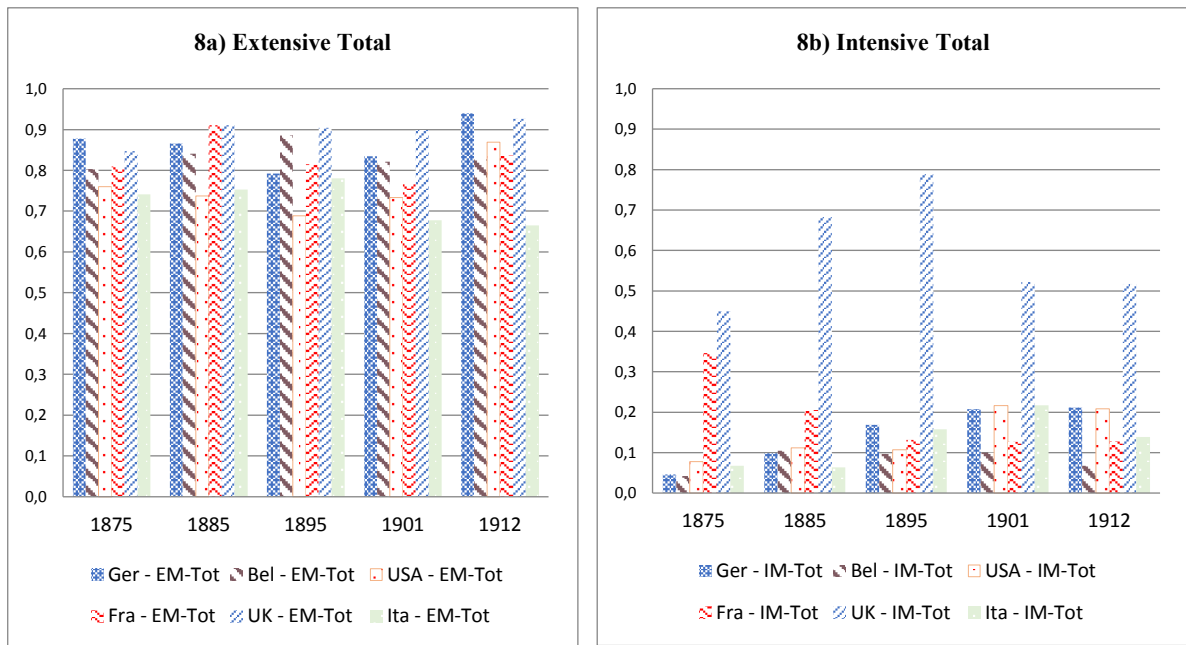 8a) Extensive Total
1,0
0,9
0,8
0,7
0,6
0,5
0,4
0,3
0,2
0,1
0,0
1875 1885 1895 1901 1912
Ger - EM-Tot Bel - EM-Tot USA - EM-Tot
Fra - EM-Tot UK - EM-Tot Ita - EM-Tot
8b) Intensive Total
1,0
0,9
0,8
0,7
0,6
0,5
0,4
0,3
0,2
0,1
0,0
1875 1885 1895 1901 1912
Ger - IM-Tot Bel - IM-Tot USA - IM-Tot
Fra - IM-Tot UK - IM-Tot Ita - IM-Tot